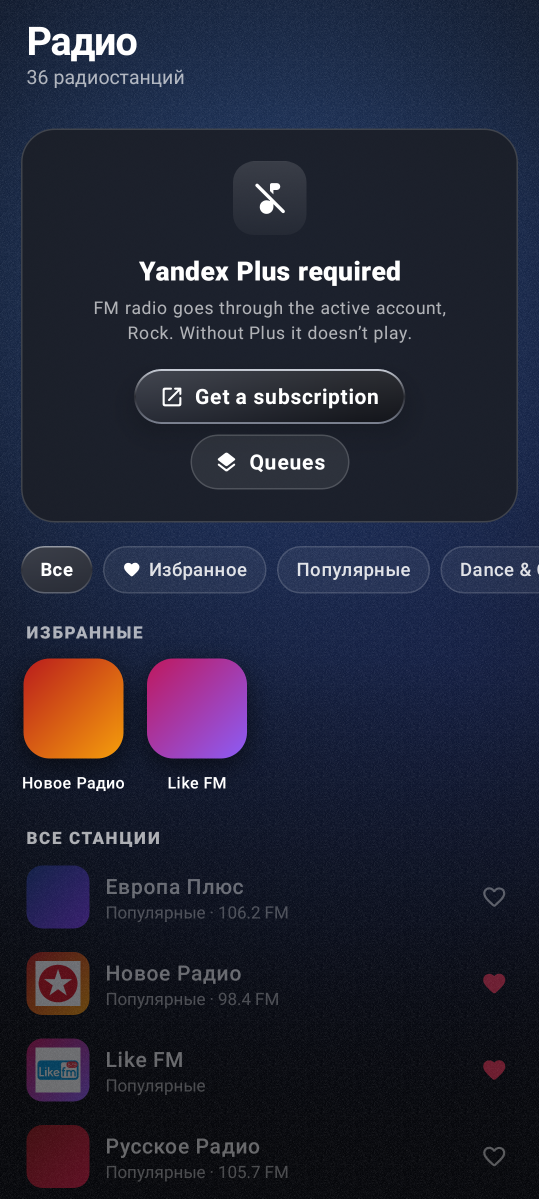 Радио
36 радиостанций
Yandex Plus required
FM radio goes through the active account,
Rock. Without Plus it doesn’t play.
Get a subscription
Queues
Все
Избранное
Популярные
Dance &
ИЗБРАННЫЕ
Новое Радио
Like FM
ВСЕ СТАНЦИИ
Европа Плюс
Популярные · 106.2 FM
Новое Радио
Популярные · 98.4 FM
Like fm
Like FM
Популярные
Русское Радио
Популярные · 105.7 FM